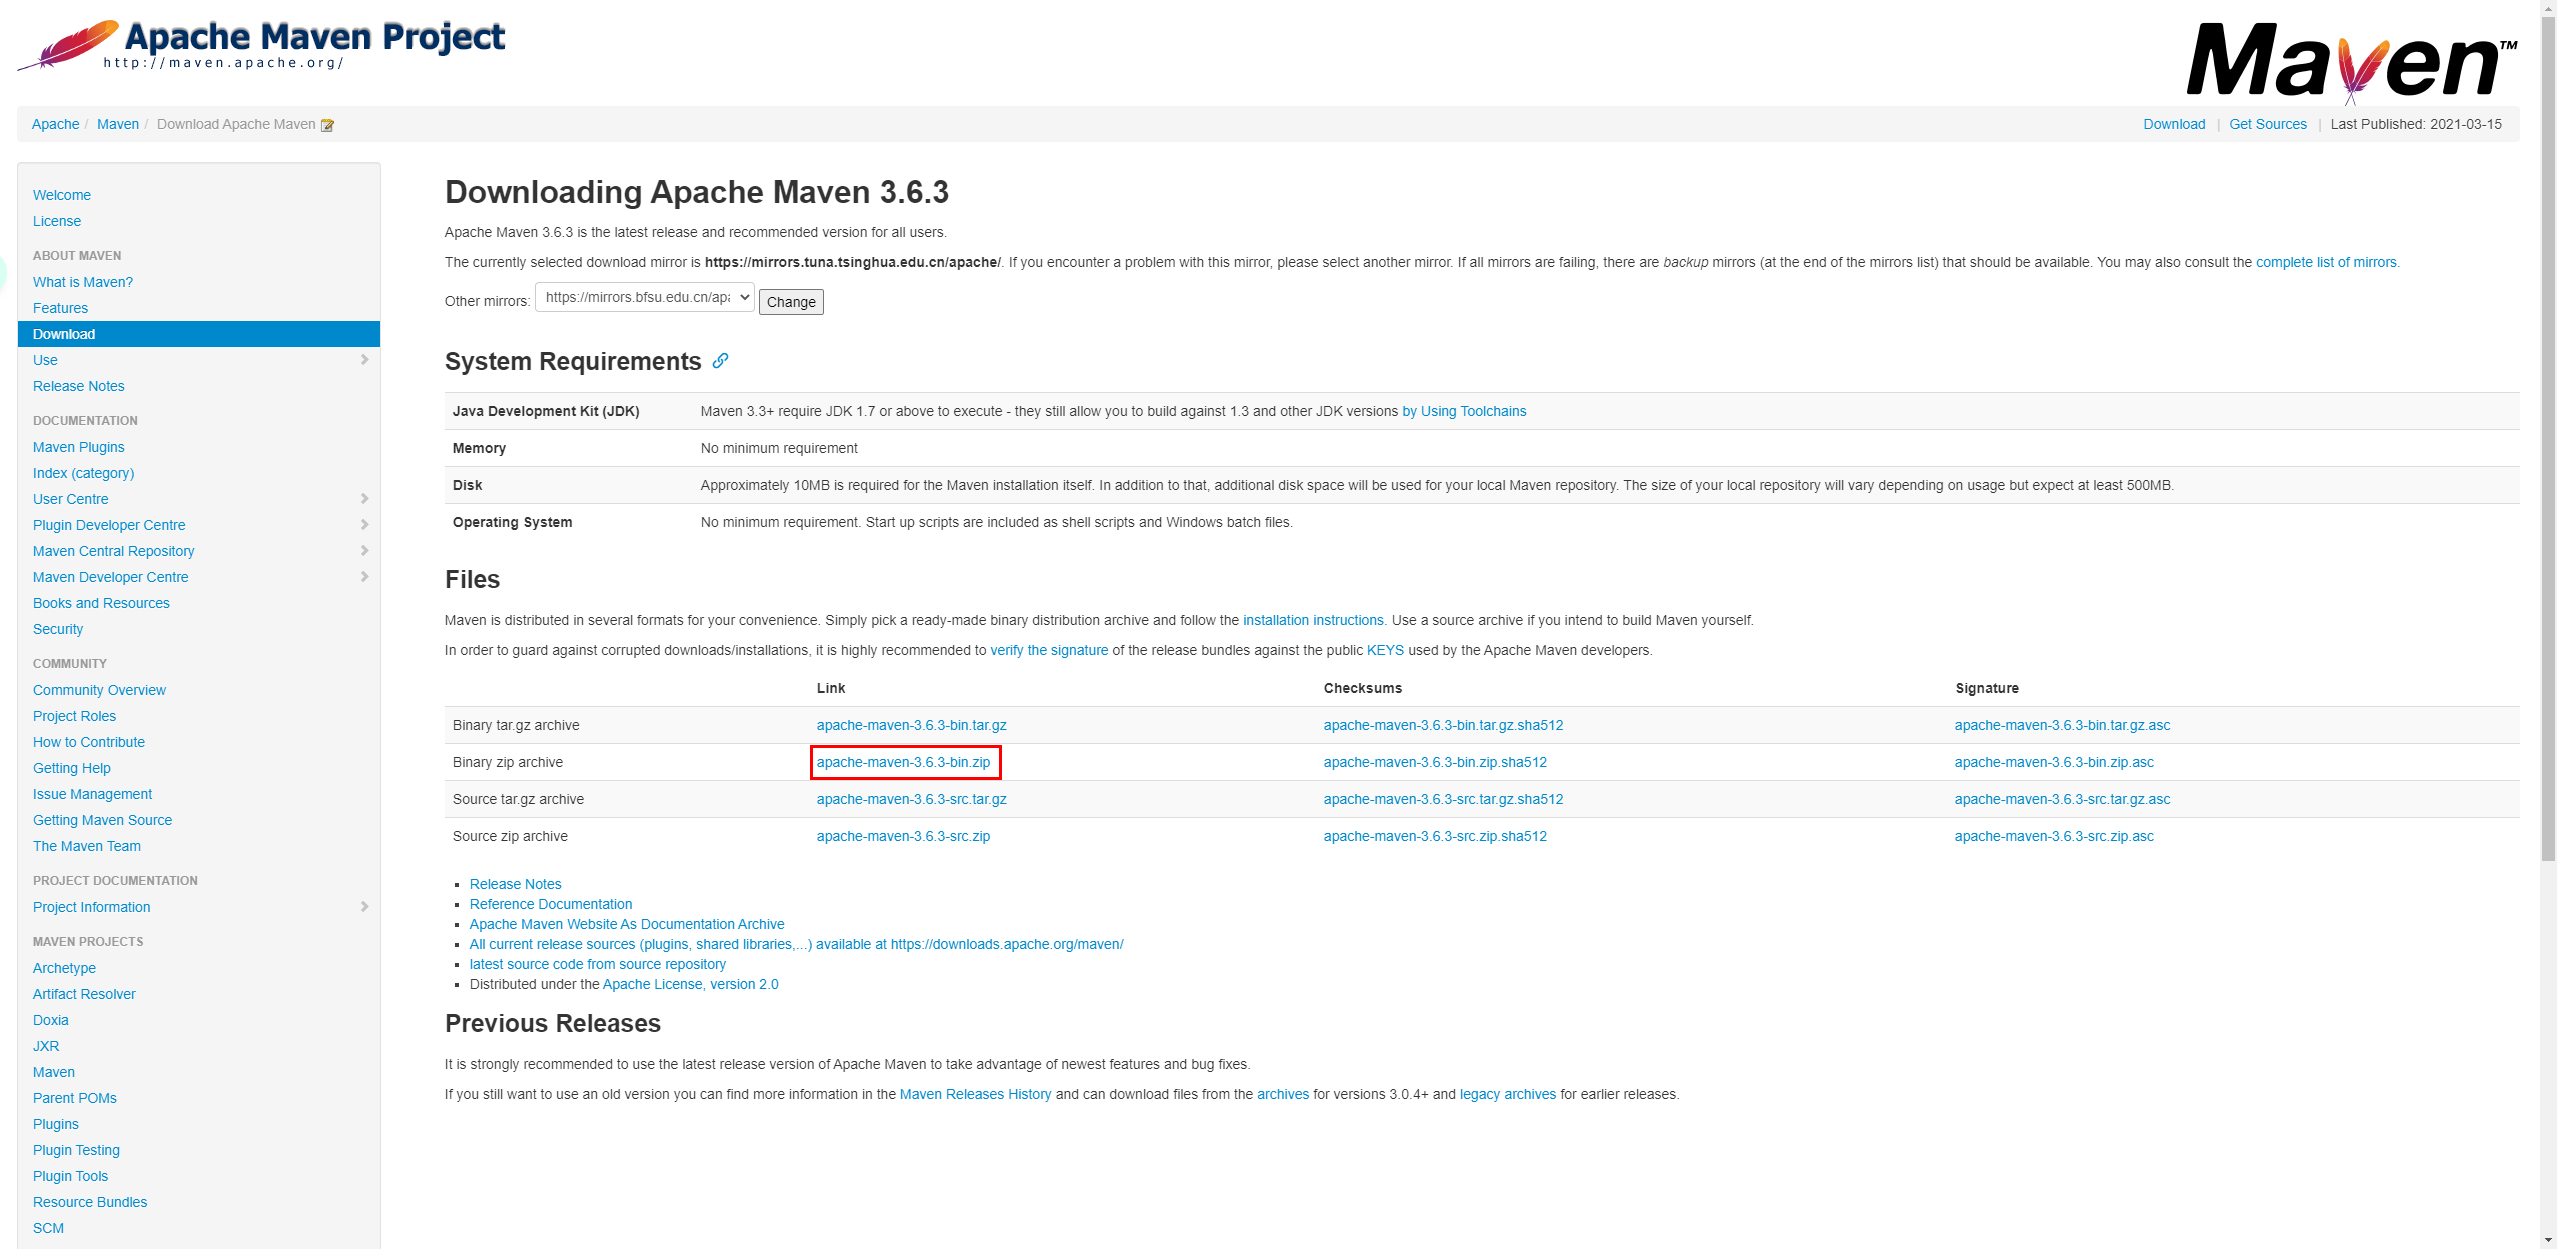 Apache Maven Project
http://maven.apache.org/
Maven™
Apache / Maven / Download Apache Maven
Download | Get Sources | Last Published: 2021-03-15
Welcome
License
ABOUT MAVEN
What is Maven?
Features
Download
Use
Release Notes
DOCUMENTATION
Maven Plugins
Index (category)
User Centre
Plugin Developer Centre
Maven Central Repository
Maven Developer Centre
Books and Resources
Security
COMMUNITY
Community Overview
Project Roles
How to Contribute
Getting Help
Issue Management
Getting Maven Source
The Maven Team
PROJECT DOCUMENTATION
Project Information
MAVEN PROJECTS
Archetype
Artifact Resolver
Doxia
JXR
Maven
Parent POMs
Plugins
Plugin Testing
Plugin Tools
Resource Bundles
SCM
Downloading Apache Maven 3.6.3
Apache Maven 3.6.3 is the latest release and recommended version for all users.
The currently selected download mirror is https://mirrors.tuna.tsinghua.edu.cn/apache/. If you encounter a problem with this mirror, please select another mirror. If all mirrors are failing, there are backup mirrors (at the end of the mirrors list) that should be available. You may also consult the complete list of mirrors.
Other mirrors: https://mirrors.bfsu.edu.cn/apa Change
System Requirements
Java Development Kit (JDK) Maven 3.3+ require JDK 1.7 or above to execute - they still allow you to build against 1.3 and other JDK versions by Using Toolchains
Memory No minimum requirement
Disk Approximately 10MB is required for the Maven installation itself. In addition to that, additional disk space will be used for your local Maven repository. The size of your local repository will vary depending on usage but expect at least 500MB.
Operating System No minimum requirement. Start up scripts are included as shell scripts and Windows batch files.
Files
Maven is distributed in several formats for your convenience. Simply pick a ready-made binary distribution archive and follow the installation instructions. Use a source archive if you intend to build Maven yourself.
In order to guard against corrupted downloads/installations, it is highly recommended to verify the signature of the release bundles against the public KEYS used by the Apache Maven developers.
Link Checksums Signature
Binary tar.gz archive apache-maven-3.6.3-bin.tar.gz apache-maven-3.6.3-bin.tar.gz.sha512 apache-maven-3.6.3-bin.tar.gz.asc
Binary zip archive apache-maven-3.6.3-bin.zip apache-maven-3.6.3-bin.zip.sha512 apache-maven-3.6.3-bin.zip.asc
Source tar.gz archive apache-maven-3.6.3-src.tar.gz apache-maven-3.6.3-src.tar.gz.sha512 apache-maven-3.6.3-src.tar.gz.asc
Source zip archive apache-maven-3.6.3-src.zip apache-maven-3.6.3-src.zip.sha512 apache-maven-3.6.3-src.zip.asc
Release Notes
Reference Documentation
Apache Maven Website As Documentation Archive
All current release sources (plugins, shared libraries,...) available at https://downloads.apache.org/maven/
latest source code from source repository
Distributed under the Apache License, version 2.0
Previous Releases
It is strongly recommended to use the latest release version of Apache Maven to take advantage of newest features and bug fixes.
If you still want to use an old version you can find more information in the Maven Releases History and can download files from the archives for versions 3.0.4+ and legacy archives for earlier releases.